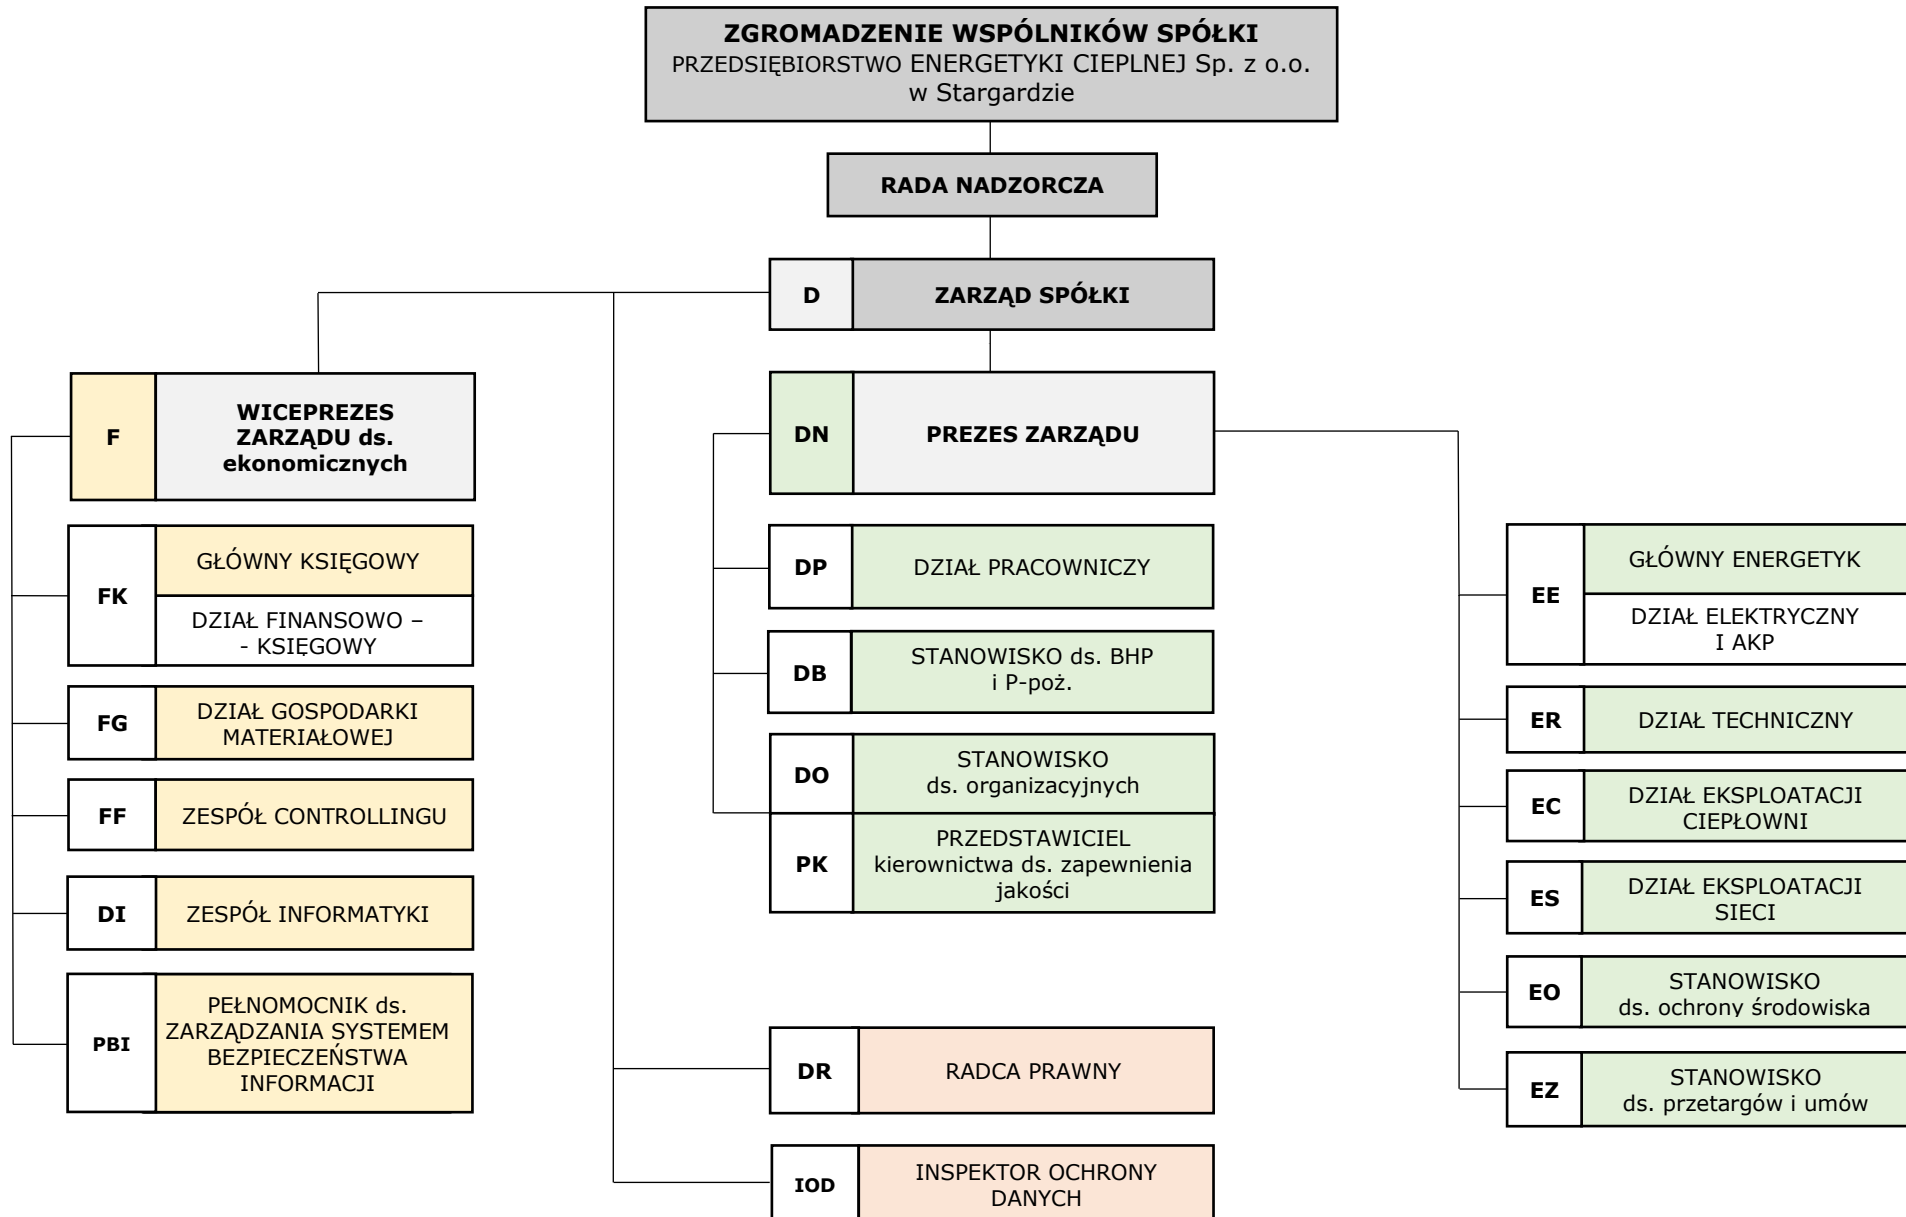 ZGROMADZENIE WSPÓLNIKÓW SPÓŁKI
PRZEDSIĘBIORSTWO ENERGETYKI CIEPLNEJ Sp. z o.o.
w Stargardzie
RADA NADZORCZA
D
ZARZĄD SPÓŁKI
F
WICEPREZES
ZARZĄDU ds.
ekonomicznych
FK
GŁÓWNY KSIĘGOWY
DZIAŁ FINANSOWO –
- KSIĘGOWY
FG
DZIAŁ GOSPODARKI
MATERIAŁOWEJ
FF
ZESPÓŁ CONTROLLINGU
DI
ZESPÓŁ INFORMATYKI
PBI
PEŁNOMOCNIK ds.
ZARZĄDZANIA SYSTEMEM
BEZPIECZEŃSTWA
INFORMACJI
DN
PREZES ZARZĄDU
DP
DZIAŁ PRACOWNICZY
DB
STANOWISKO ds. BHP
i P-poż.
DO
STANOWISKO
ds. organizacyjnych
PK
PRZEDSTAWICIEL
kierownictwa ds. zapewnienia
jakości
DR
RADCA PRAWNY
IOD
INSPEKTOR OCHRONY
DANYCH
EE
GŁÓWNY ENERGETYK
DZIAŁ ELEKTRYCZNY
I AKP
ER
DZIAŁ TECHNICZNY
EC
DZIAŁ EKSPLOATACJI
CIEPŁOWNI
ES
DZIAŁ EKSPLOATACJI
SIECI
EO
STANOWISKO
ds. ochrony środowiska
EZ
STANOWISKO
ds. przetargów i umów